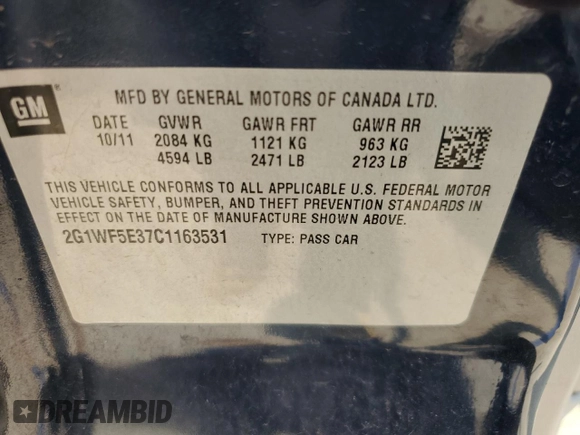 GM
MFD BY GENERAL MOTORS OF CANADA LTD.
DATE GVWR GAWR FRT GAWR RR
10/11 2084 KG 1121 KG 963 KG
4594 LB 2471 LB 2123 LB
THIS VEHICLE CONFORMS TO ALL APPLICABLE U.S. FEDERAL MOTOR
VEHICLE SAFETY, BUMPER, AND THEFT PREVENTION STANDARDS IN
EFFECT ON THE DATE OF MANUFACTURE SHOWN ABOVE.
2G1WF5E37C1163531 TYPE: PASS CAR
DREAMBID